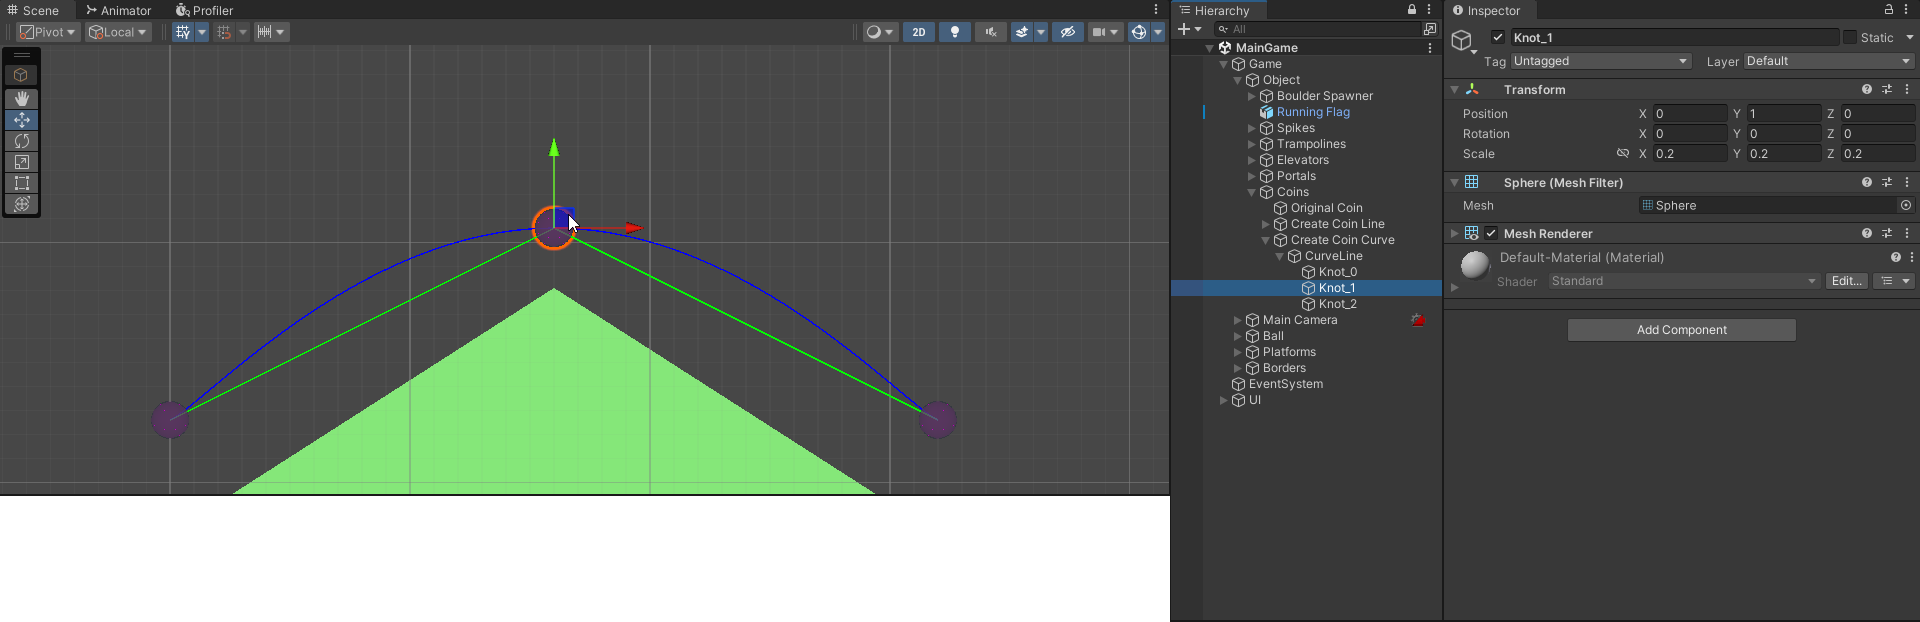 Scene Animator Profiler
Pivot Local 2D
Hierarchy
All
MainGame
Game
Object
Boulder Spawner
Running Flag
Spikes
Trampolines
Elevators
Portals
Coins
Original Coin
Create Coin Line
Create Coin Curve
CurveLine
Knot_0
Knot_1
Knot_2
Main Camera
Ball
Platforms
Borders
EventSystem
UI
Inspector
Knot_1 Static
Tag Untagged Layer Default
Transform
Position X 0 Y 1 Z 0
Rotation X 0 Y 0 Z 0
Scale X 0.2 Y 0.2 Z 0.2
Sphere (Mesh Filter)
Mesh Sphere
Mesh Renderer
Default-Material (Material)
Shader Standard Edit...
Add Component